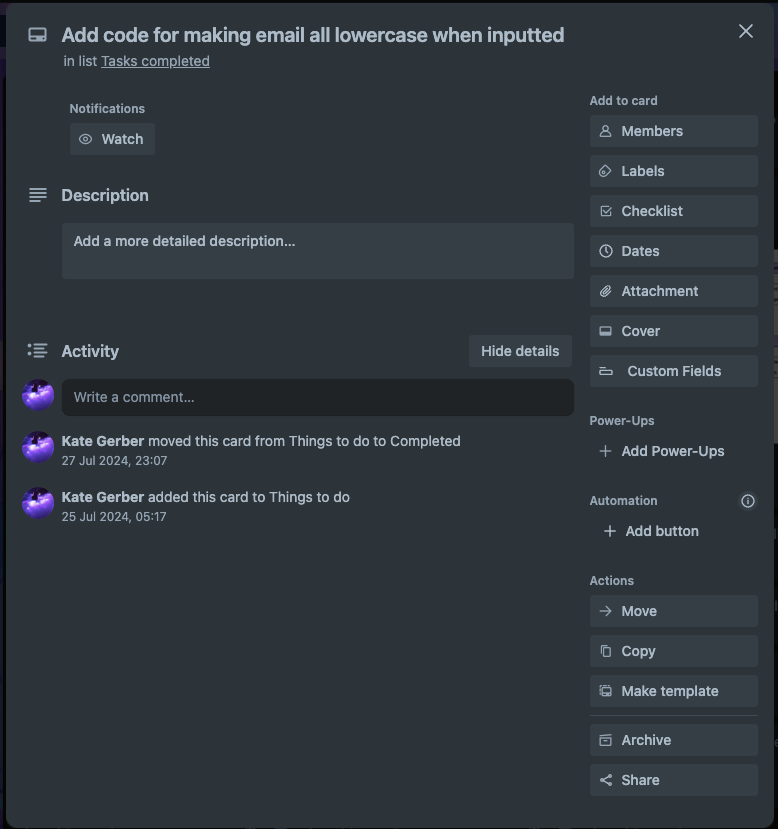 Add code for making email all lowercase when inputted
in list Tasks completed
Notifications
Watch
Description
Add a more detailed description...
Activity
Hide details
Write a comment...
Kate Gerber moved this card from Things to do to Completed
27 Jul 2024, 23:07
Kate Gerber added this card to Things to do
25 Jul 2024, 05:17
Add to card
Members
Labels
Checklist
Dates
Attachment
Cover
Custom Fields
Power-Ups
Add Power-Ups
Automation
Add button
Actions
Move
Copy
Make template
Archive
Share